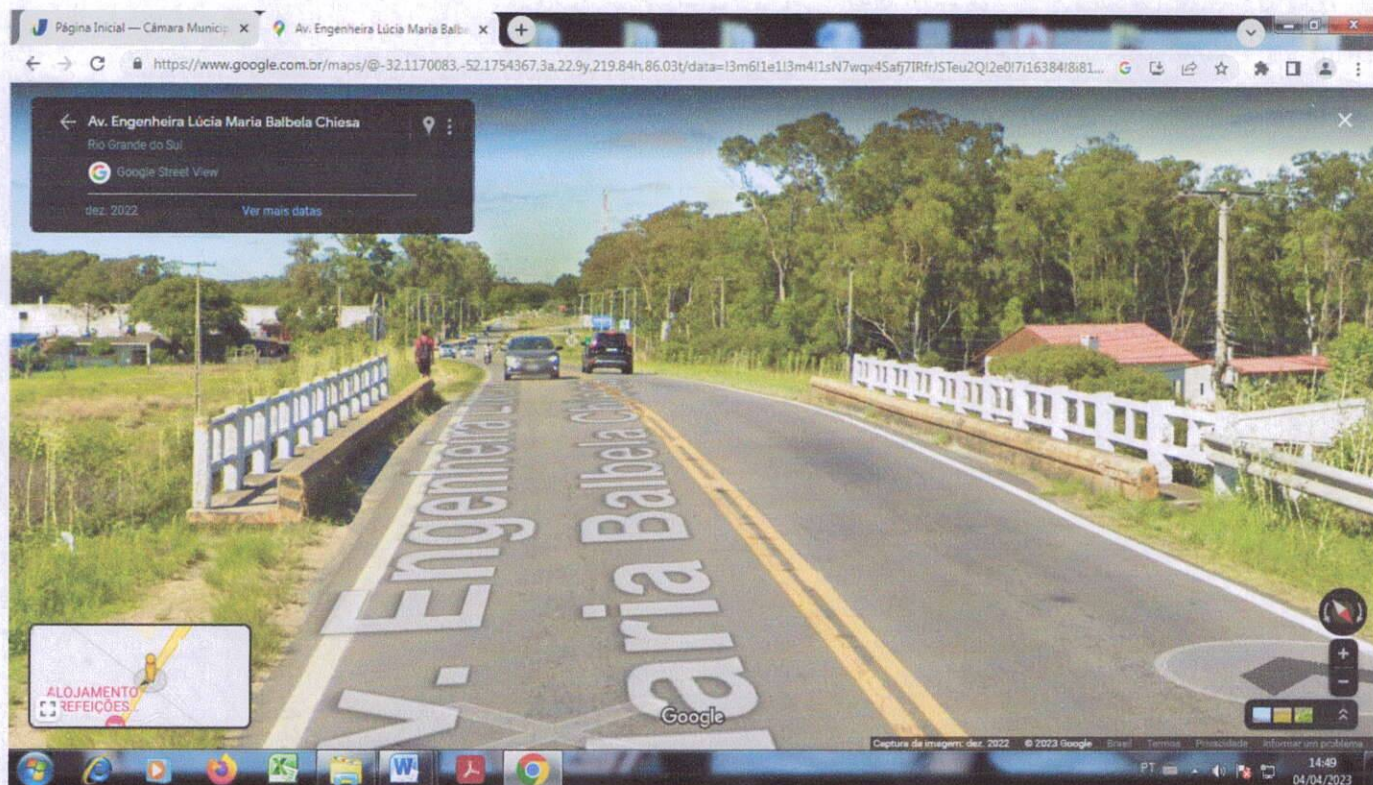 Página Inicial — Câmara Municip
Av. Engenheira Lúcia Maria Balbe
https://www.google.com.br/maps/@-32.1170083,-52.1754367,3a,22.9y,219.84h,86.03t/data=!3m6!1e1!3m4!1sN7wqx4Safj7IRfrJSTeu2Q!2e0!7i16384!8i81...
Av. Engenheira Lúcia Maria Balbela Chiesa
Rio Grande do Sul
Google Street View
dez. 2022
Ver mais datas
v. Engenheira L
aria Balbela Ch
ALOJAMENTO
REFEIÇÕES...
Google
Captura da imagem: dez. 2022 © 2023 Google Brasil Termos Privacidade Informar um problema
PT
14:49
04/04/2023